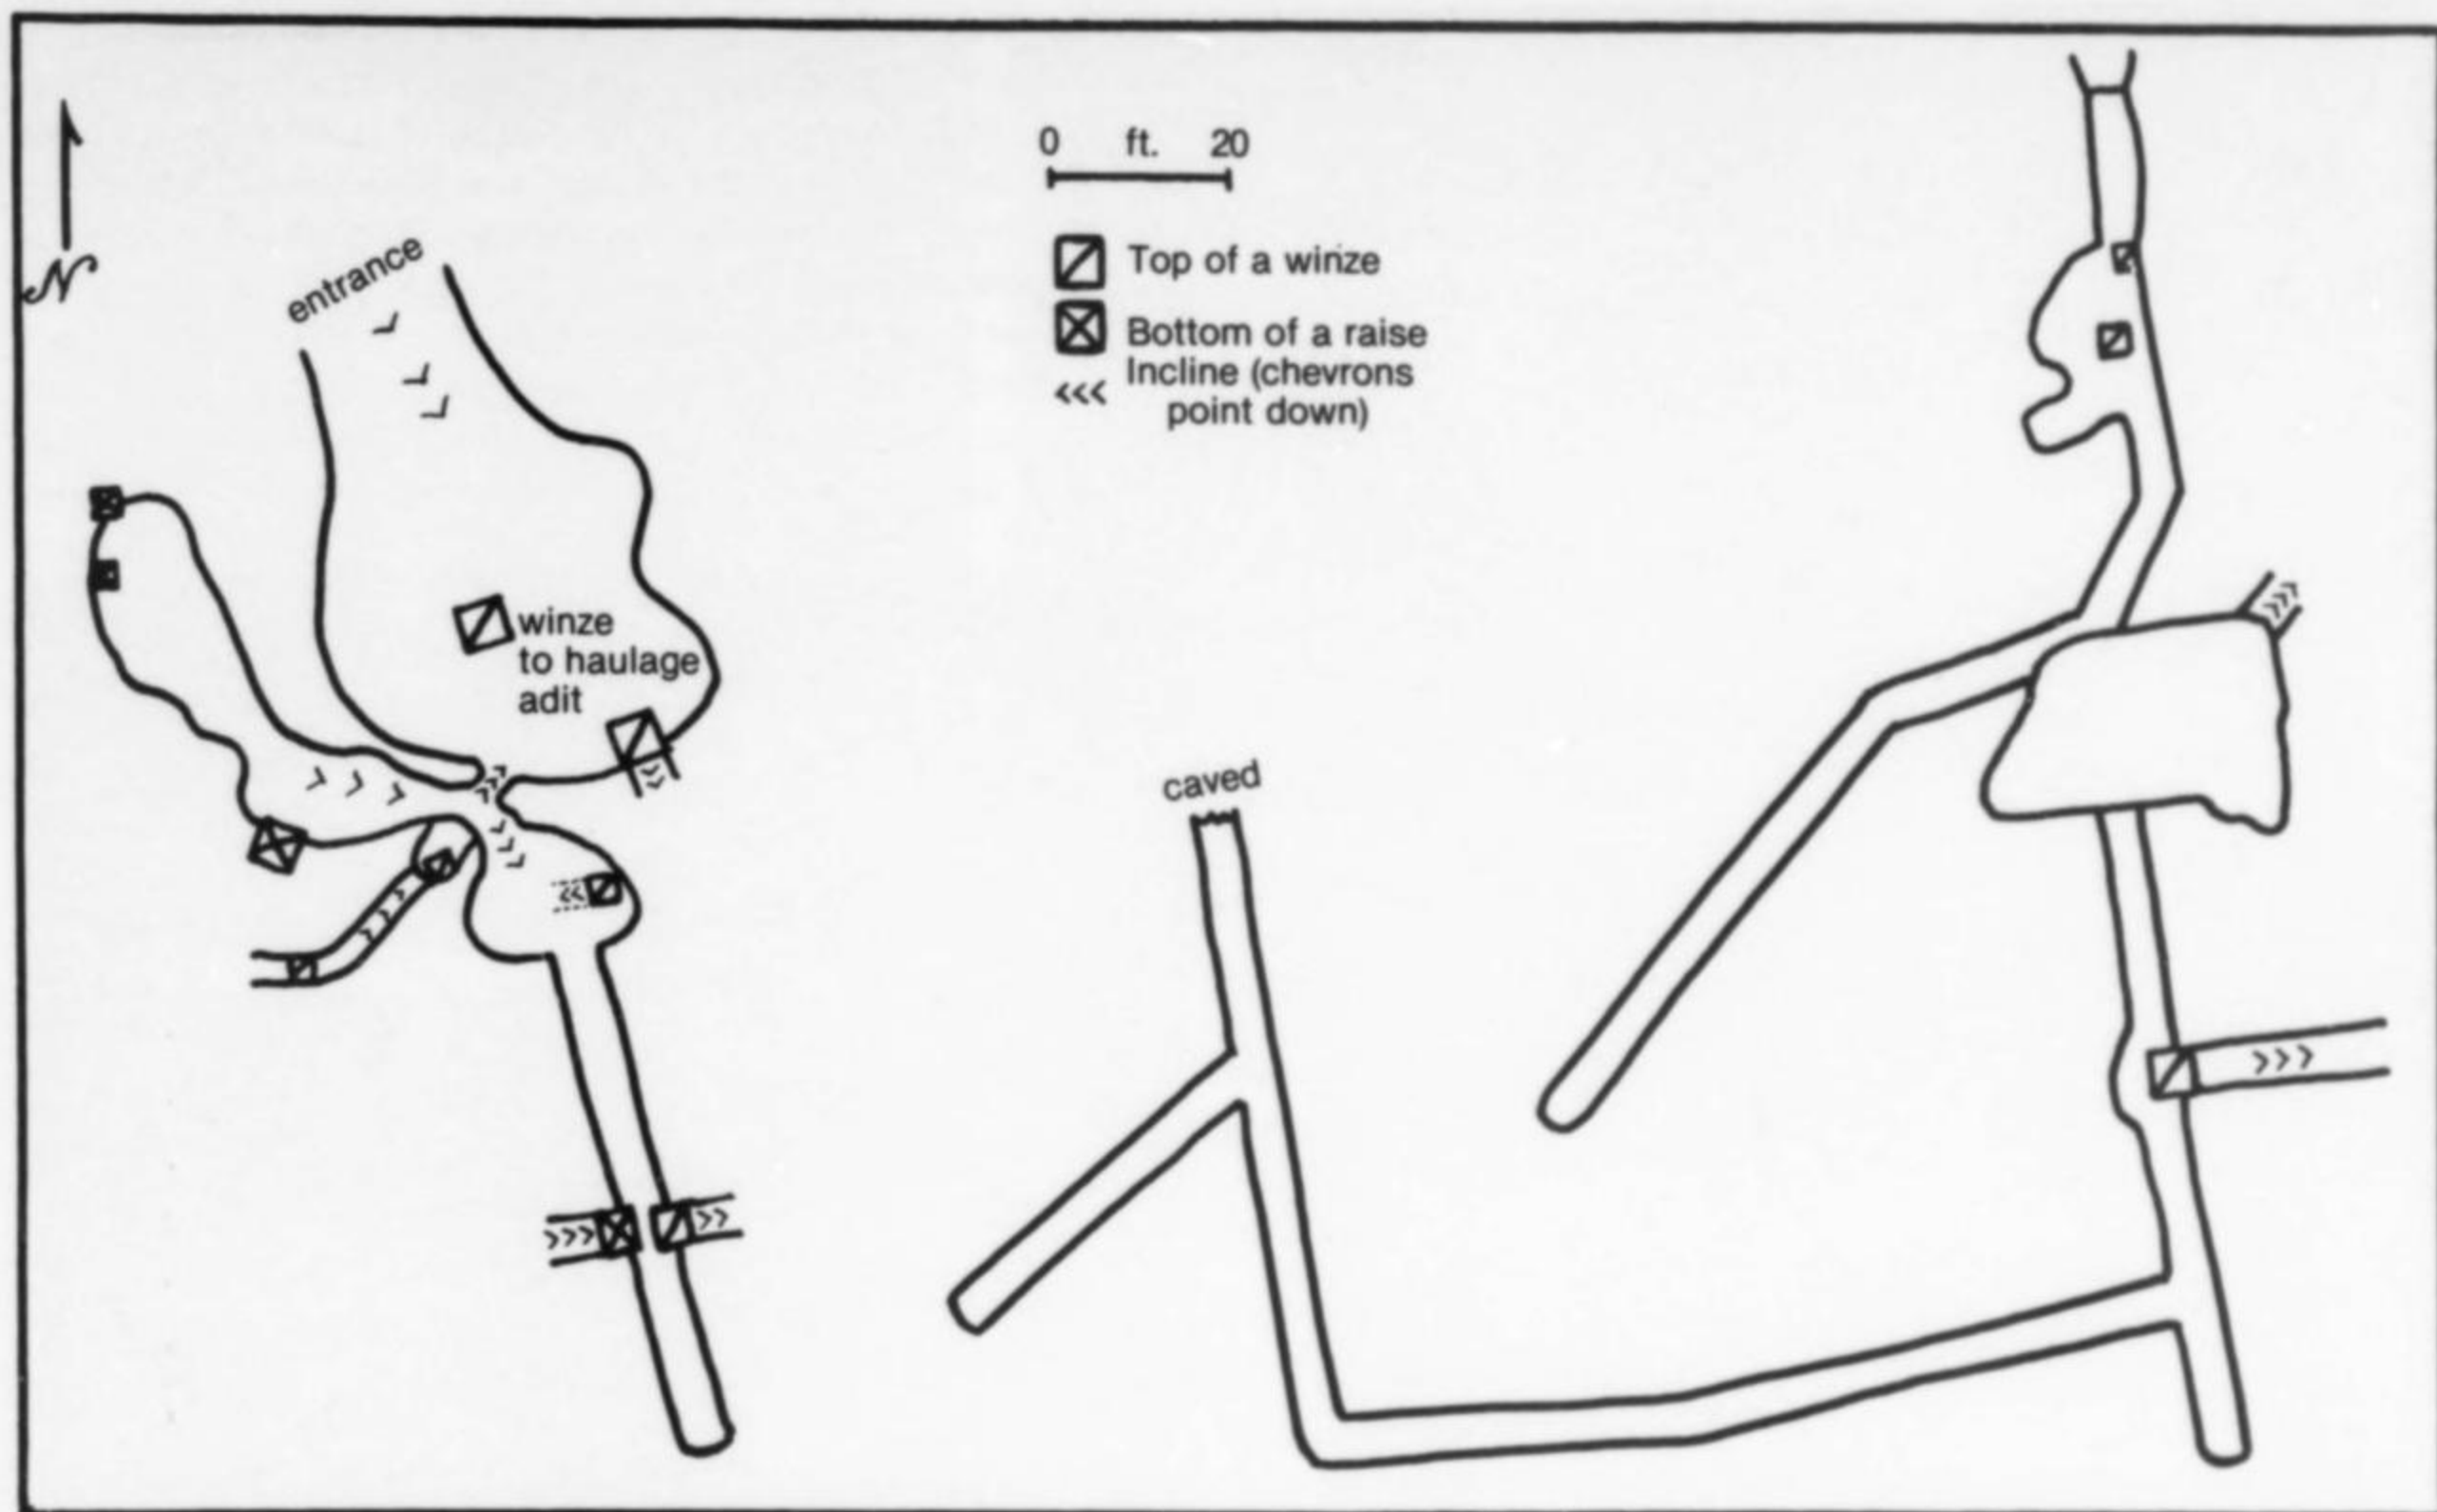 N
entrance
0 ft. 20
Top of a winze
Bottom of a raise
Incline (chevrons
point down)
winze
to haulage
adit
caved